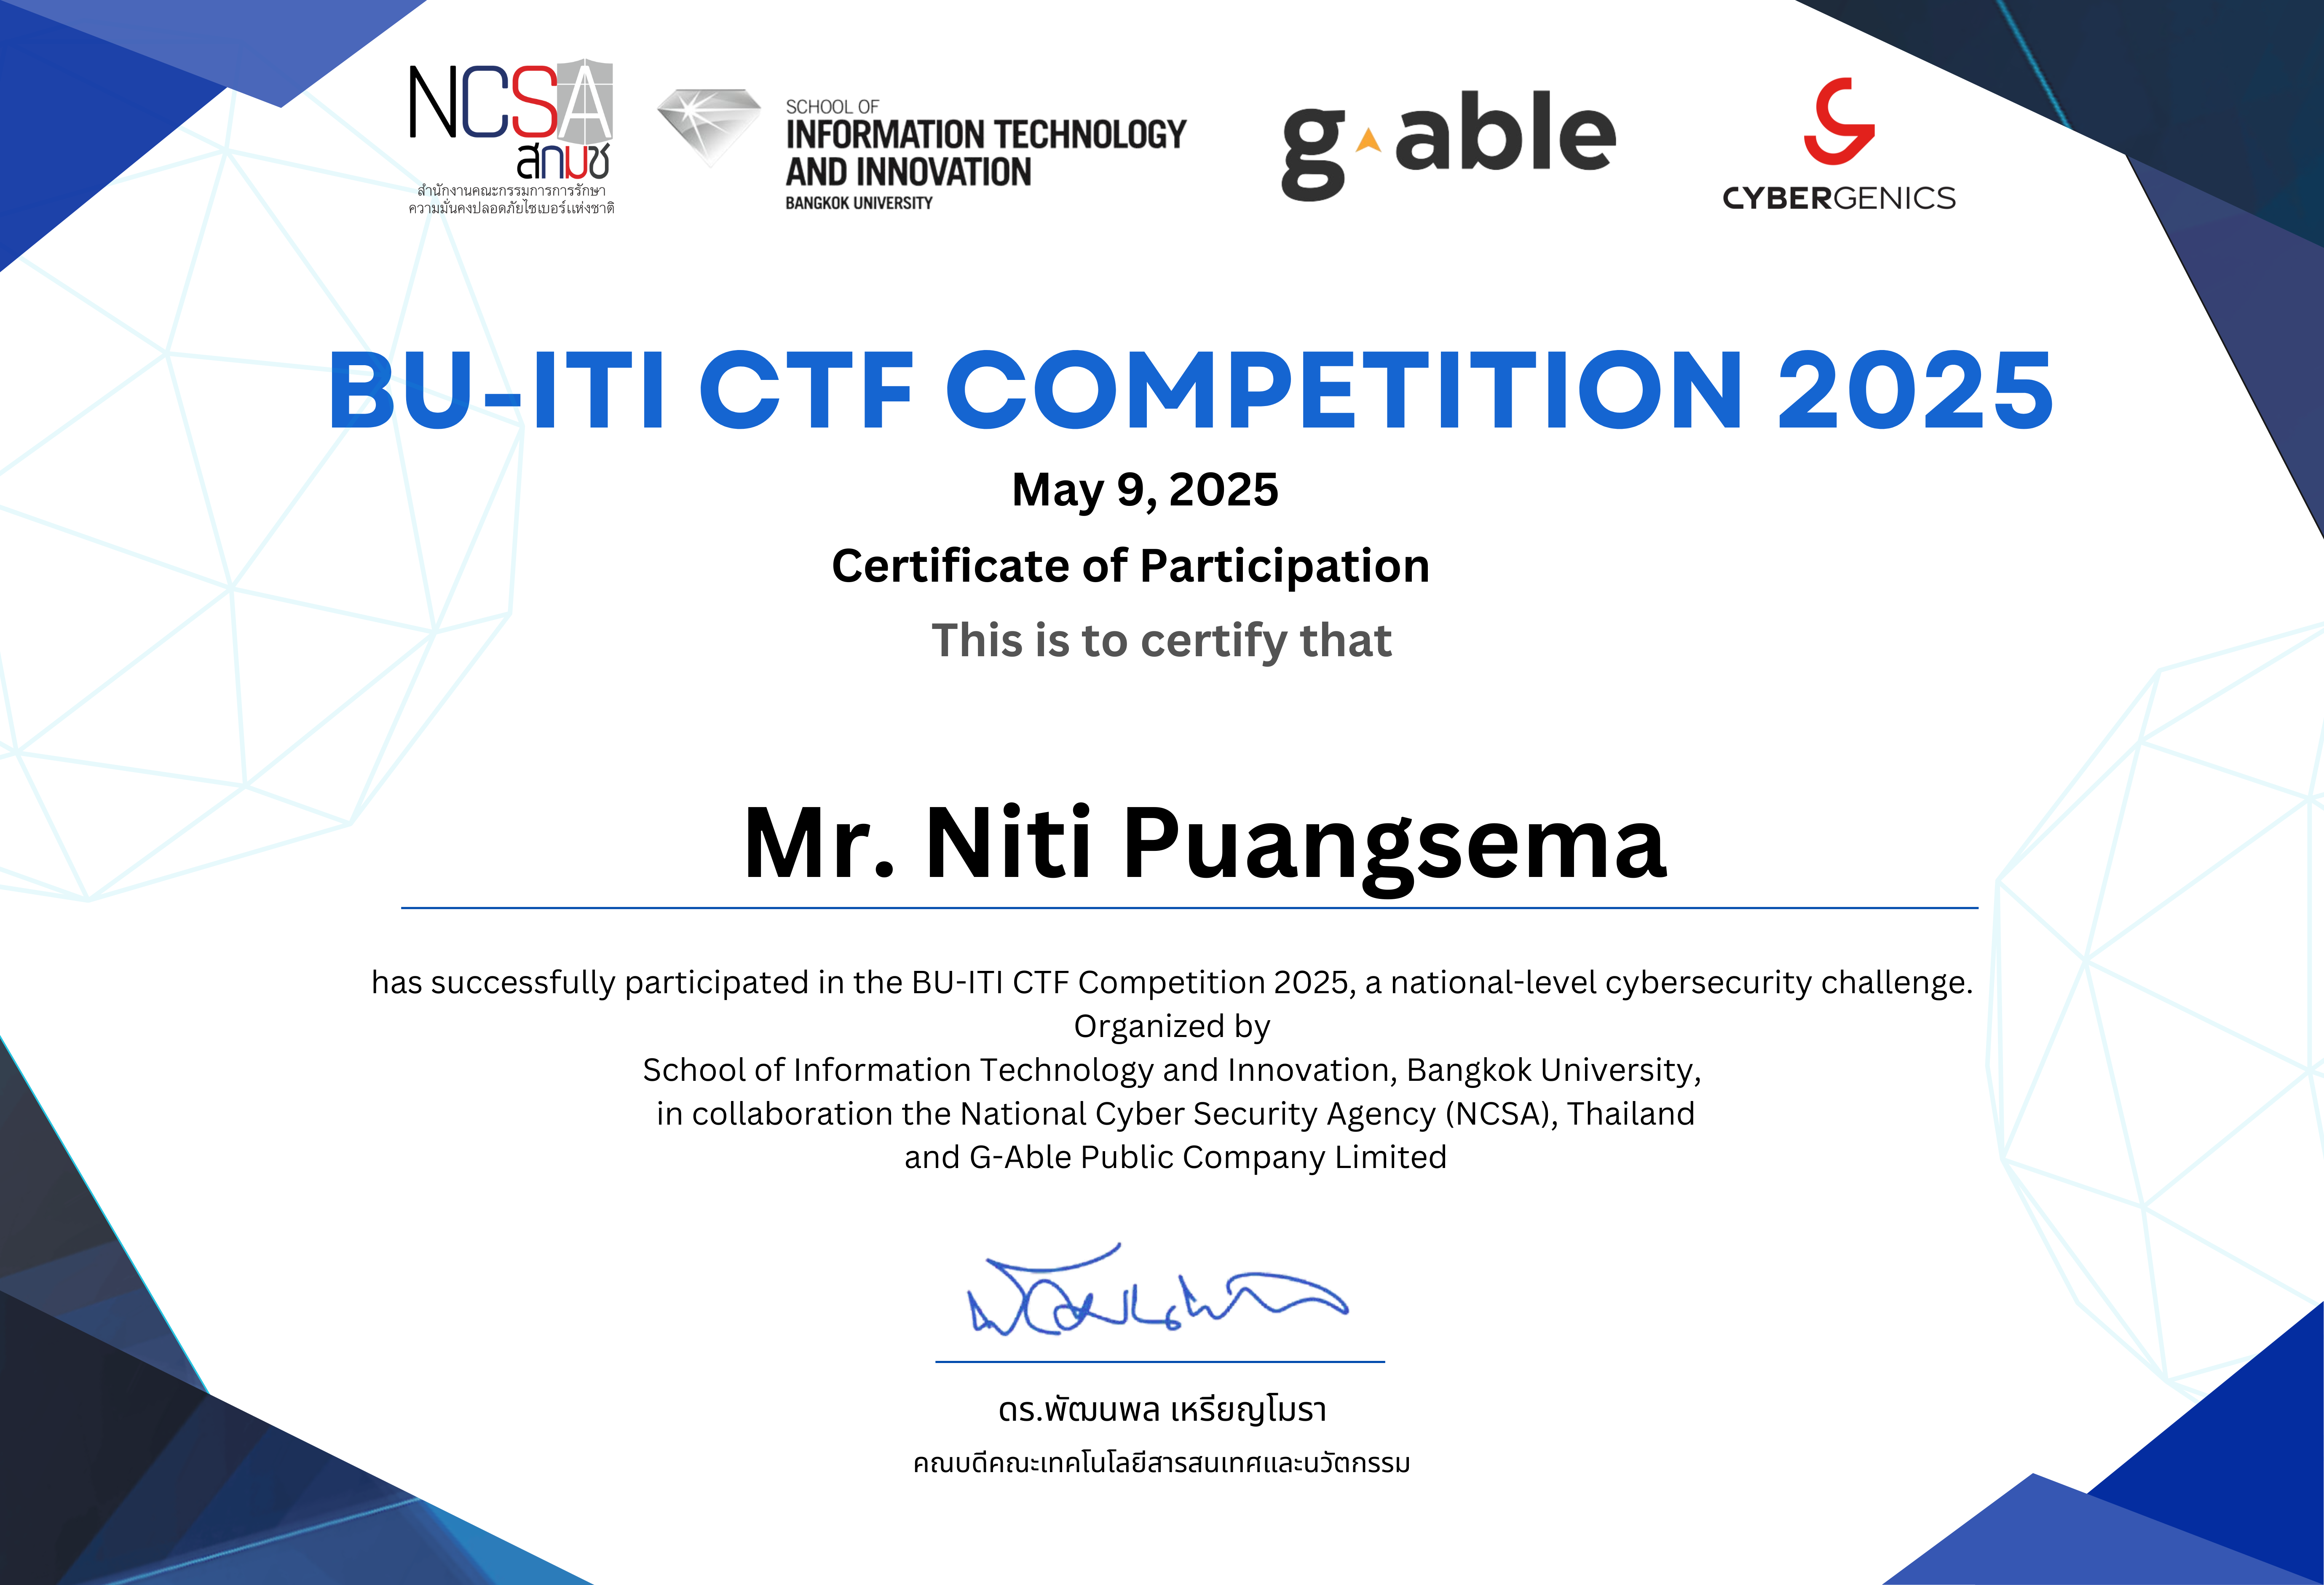 NCSA
สกมช
สำนักงานคณะกรรมการการรักษา
ความมั่นคงปลอดภัยไซเบอร์แห่งชาติ
SCHOOL OF
INFORMATION TECHNOLOGY
AND INNOVATION
BANGKOK UNIVERSITY
g able
CYBERGENICS
BU-ITI CTF COMPETITION 2025
May 9, 2025
Certificate of Participation
This is to certify that
Mr. Niti Puangsema
has successfully participated in the BU-ITI CTF Competition 2025, a national-level cybersecurity challenge.
Organized by
School of Information Technology and Innovation, Bangkok University,
in collaboration the National Cyber Security Agency (NCSA), Thailand
and G-Able Public Company Limited
ดร.พัฒนพล เหรียญโมรา
คณบดีคณะเทคโนโลยีสารสนเทศและนวัตกรรม